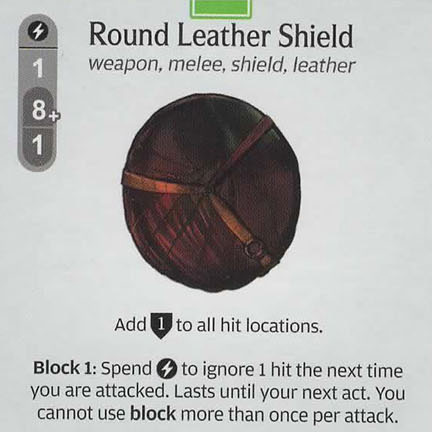 Round Leather Shield
weapon, melee, shield, leather
1
8+
1
Add 1 to all hit locations.
Block 1: Spend to ignore 1 hit the next time
you are attacked. Lasts until your next act. You
cannot use block more than once per attack.